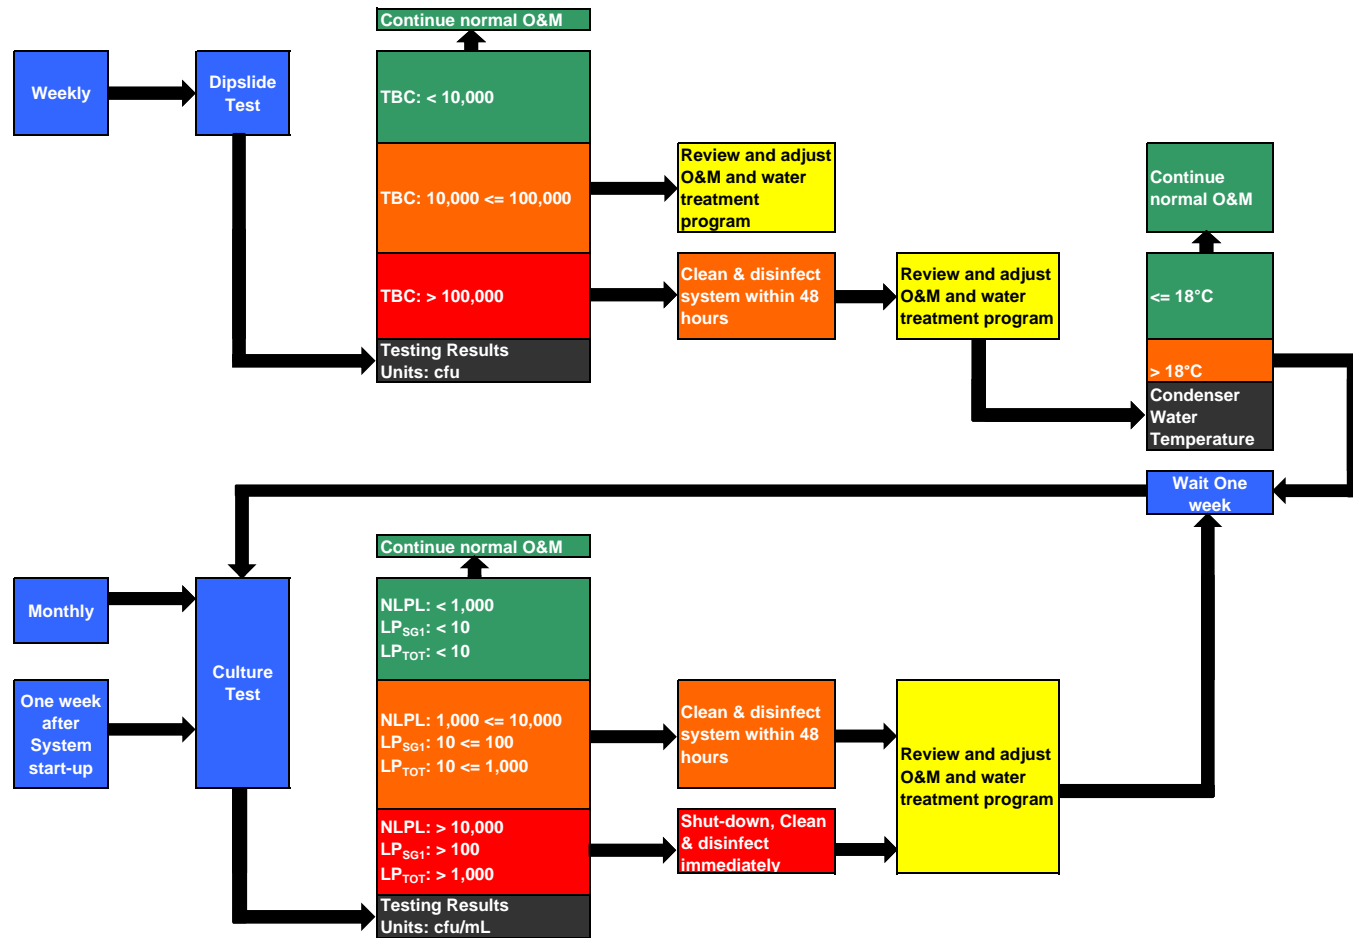 Continue normal O&M
Weekly
Dipslide
Test
TBC: < 10,000
TBC: 10,000 <= 100,000
Review and adjust
O&M and water
treatment
program
TBC: > 100,000
Clean & disinfect
system within 48
hours
Review and adjust
O&M and water
treatment program
Continue
normal O&M
<= 18°C
> 18°C
Condenser
Water
Temperature
Testing Results
Units: cfu
Wait One
week
Continue normal O&M
Monthly
One week
after
System
start-up
Culture
Test
NLPL: < 1,000
LPSG1: < 10
LPTOT: < 10
NLPL: 1,000 <= 10,000
LPSG1: 10 <= 100
LPTOT: 10 <= 1,000
Clean & disinfect
system within 48
hours
Review and adjust
O&M and water
treatment program
NLPL: > 10,000
LPSG1: > 100
LPTOT: > 1,000
Shut-down, Clean
& disinfect
immediately
Testing Results
Units: cfu/mL